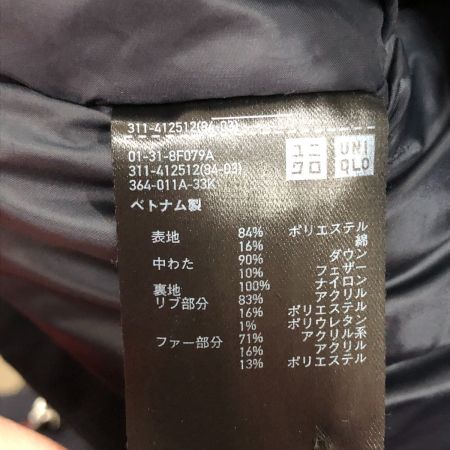 311-412512(84-03)
01-31-8F079A
311-412512(84-03)
364-011A-33K
ユニ
クロ
UNI
QLO
ベトナム製
表地 84% ポリエステル
16% 綿
中わた 90% ダウン
10% フェザー
裏地 100% ナイロン
リブ部分 83% アクリル
16% ポリエステル
1% ポリウレタン
ファー部分 71% アクリル系
16% アクリル
13% ポリエステル